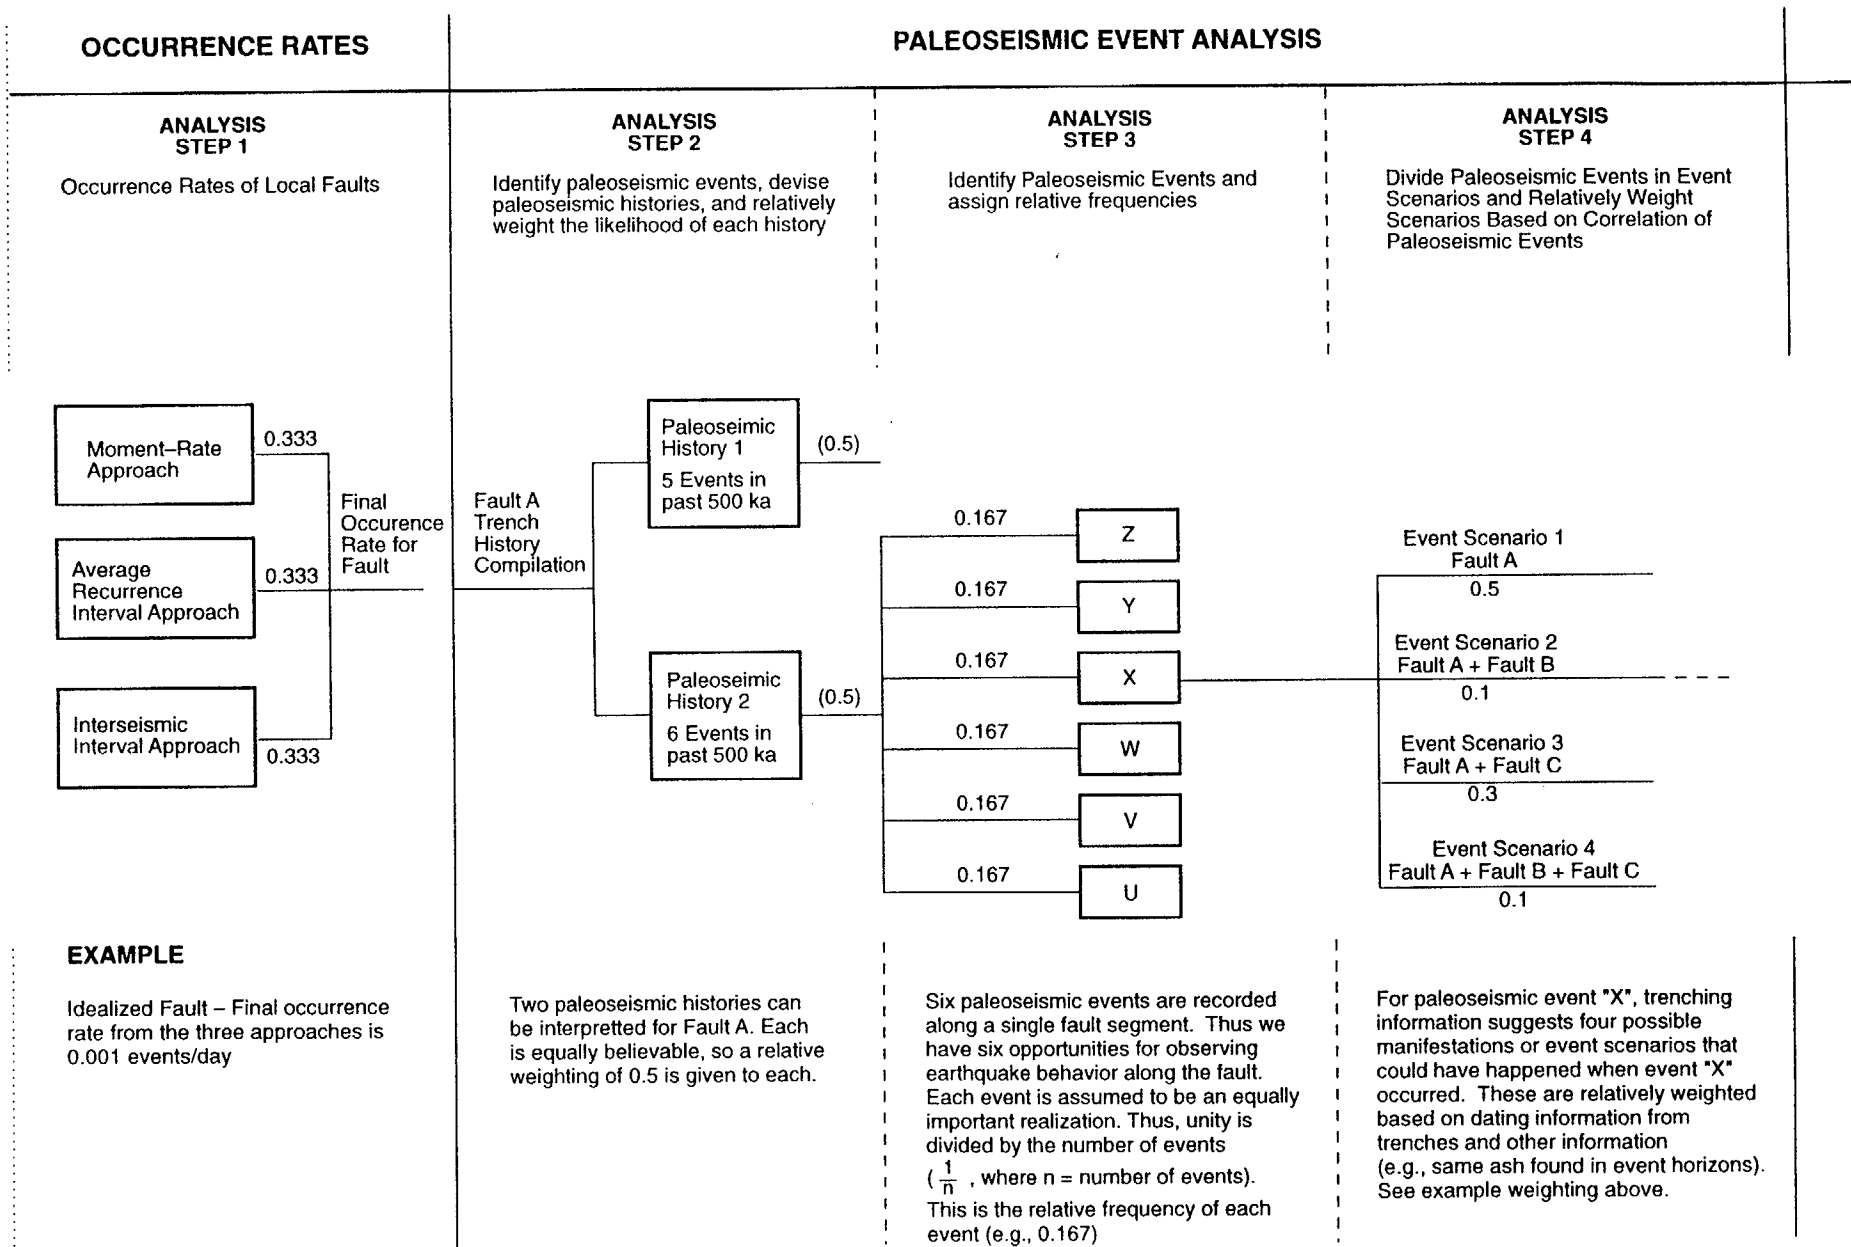 OCCURRENCE RATES
PALEOSEISMIC EVENT ANALYSIS
ANALYSIS
STEP 1
Occurrence Rates of Local Faults
ANALYSIS
STEP 2
Identify paleoseismic events, devise
paleoseismic histories, and relatively
weight the likelihood of each history
ANALYSIS
STEP 3
Identify Paleoseismic Events and
assign relative frequencies
ANALYSIS
STEP 4
Divide Paleoseismic Events in Event
Scenarios and Relatively Weight
Scenarios Based on Correlation of
Paleoseismic Events
Moment–Rate
Approach
0.333
Average
Recurrence
Interval Approach
0.333
Interseismic
Interval Approach
0.333
Final
Occurence
Rate for
Fault
Fault A
Trench
History
Compilation
Paleoseimic
History 1
5 Events in
past 500 ka
(0.5)
Paleoseimic
History 2
6 Events in
past 500 ka
(0.5)
0.167
Z
0.167
Y
0.167
X
0.167
W
0.167
V
0.167
U
Event Scenario 1
Fault A
0.5
Event Scenario 2
Fault A + Fault B
0.1
Event Scenario 3
Fault A + Fault C
0.3
Event Scenario 4
Fault A + Fault B + Fault C
0.1
EXAMPLE
Idealized Fault – Final occurrence
rate from the three approaches is
0.001 events/day
Two paleoseismic histories can
be interpretted for Fault A. Each
is equally believable, so a relative
weighting of 0.5 is given to each.
Six paleoseismic events are recorded
along a single fault segment. Thus we
have six opportunities for observing
earthquake behavior along the fault.
Each event is assumed to be an equally
important realization. Thus, unity is
divided by the number of events
( 1/n , where n = number of events).
This is the relative frequency of each
event (e.g., 0.167)
For paleoseismic event "X", trenching
information suggests four possible
manifestations or event scenarios that
could have happened when event "X"
occurred. These are relatively weighted
based on dating information from
trenches and other information
(e.g., same ash found in event horizons).
See example weighting above.